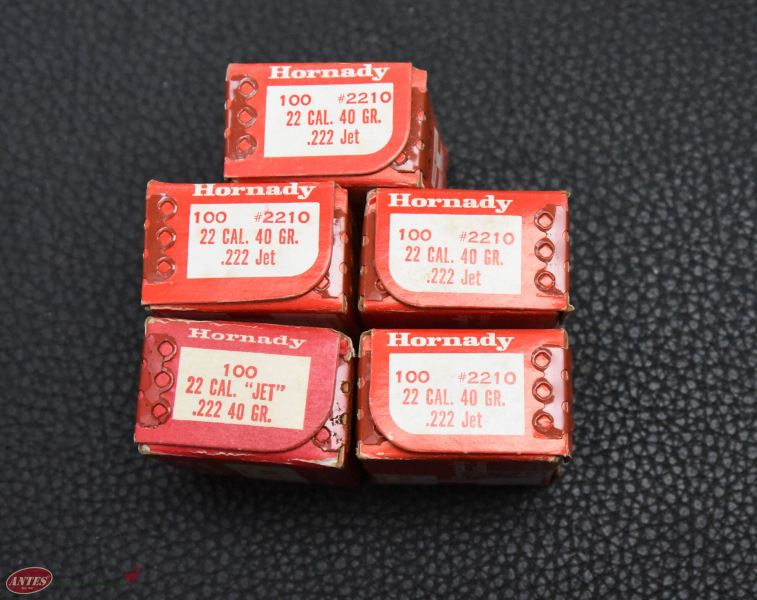 Hornady
100 #2210
22 CAL. 40 GR.
.222 Jet
Hornady
100 #2210
22 CAL. 40 GR.
.222 Jet
Hornady
100 #2210
22 CAL. 40 GR.
.222 Jet
Hornady
100
22 CAL. "JET"
.222 40 GR.
Hornady
100 #2210
22 CAL. 40 GR.
.222 Jet
ANTES